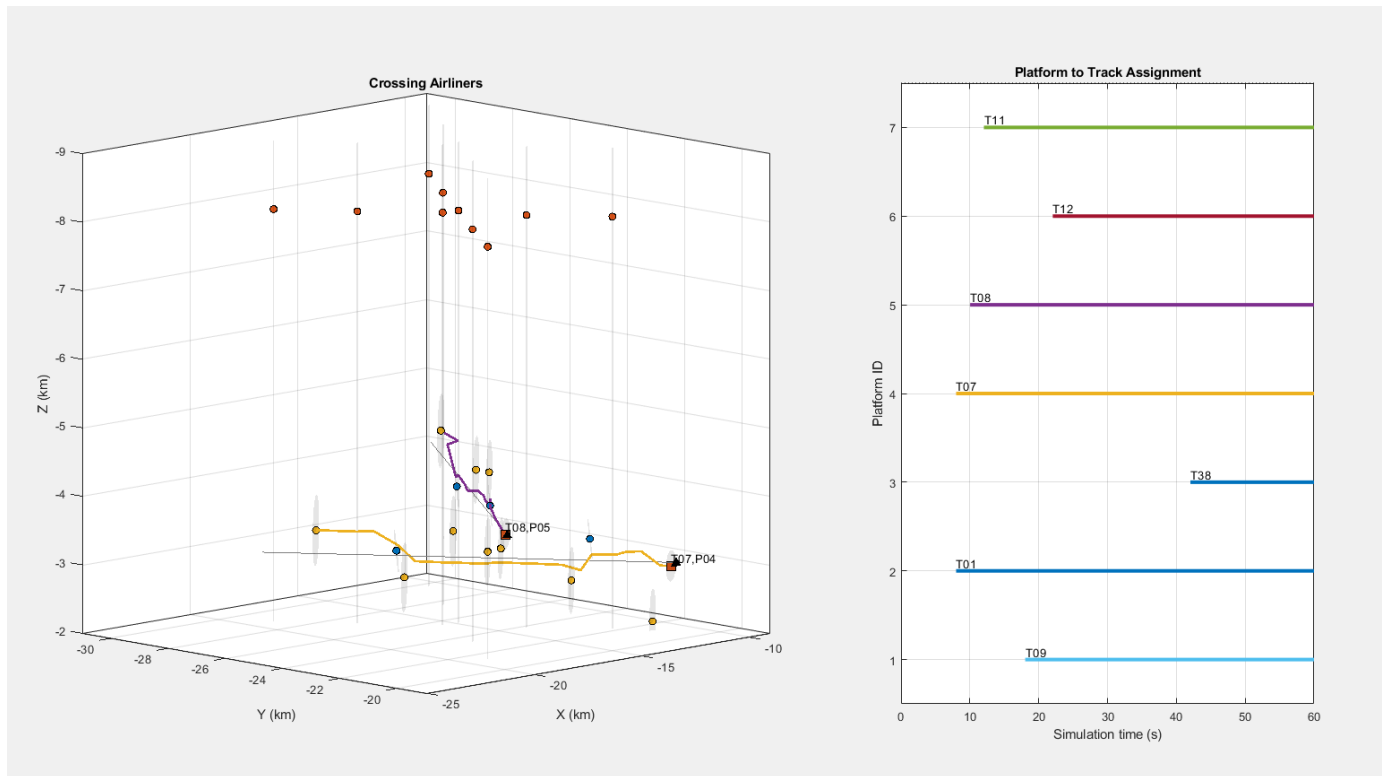 Crossing Airliners
-9
-8
-7
-6
-5
-4
-3
-2
Z (km)
-30
-28
-26
-24
-22
-20
Y (km)
-25
-20
-15
-10
X (km)
T08,P05
T07,P04
Platform to Track Assignment
7
6
5
4
3
2
1
Platform ID
T11
T12
T08
T07
T38
T01
T09
0
10
20
30
40
50
60
Simulation time (s)